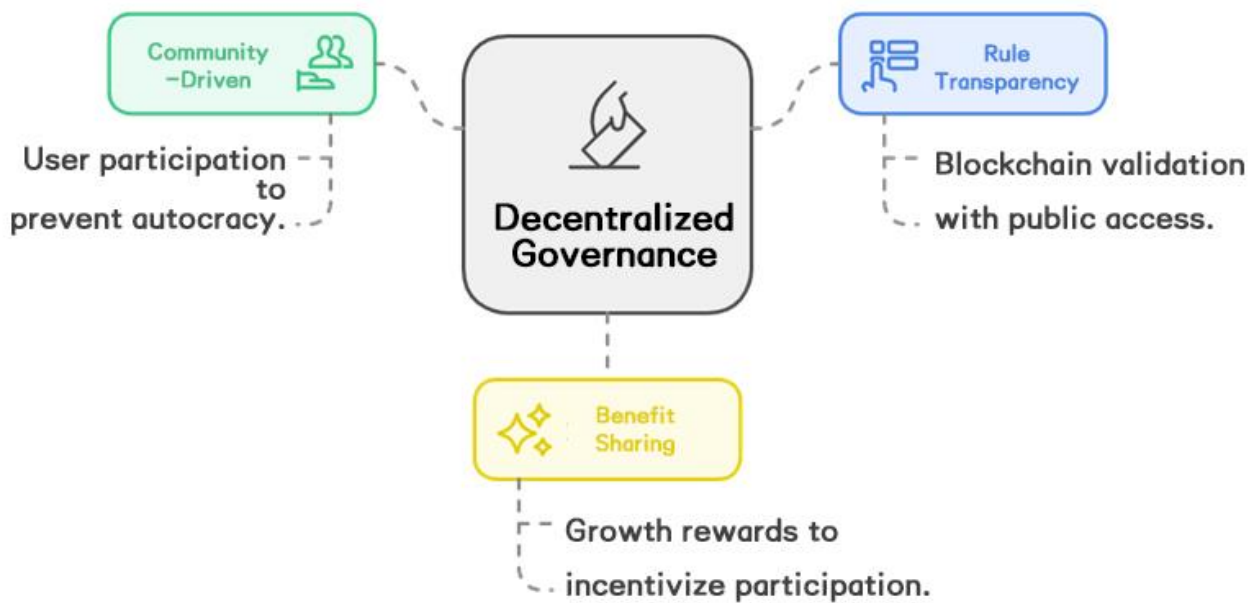 Community
-Driven
User participation
to
prevent autocracy.
Decentralized
Governance
Rule
Transparency
Blockchain validation
with public access.
Benefit
Sharing
Growth rewards to
incentivize participation.